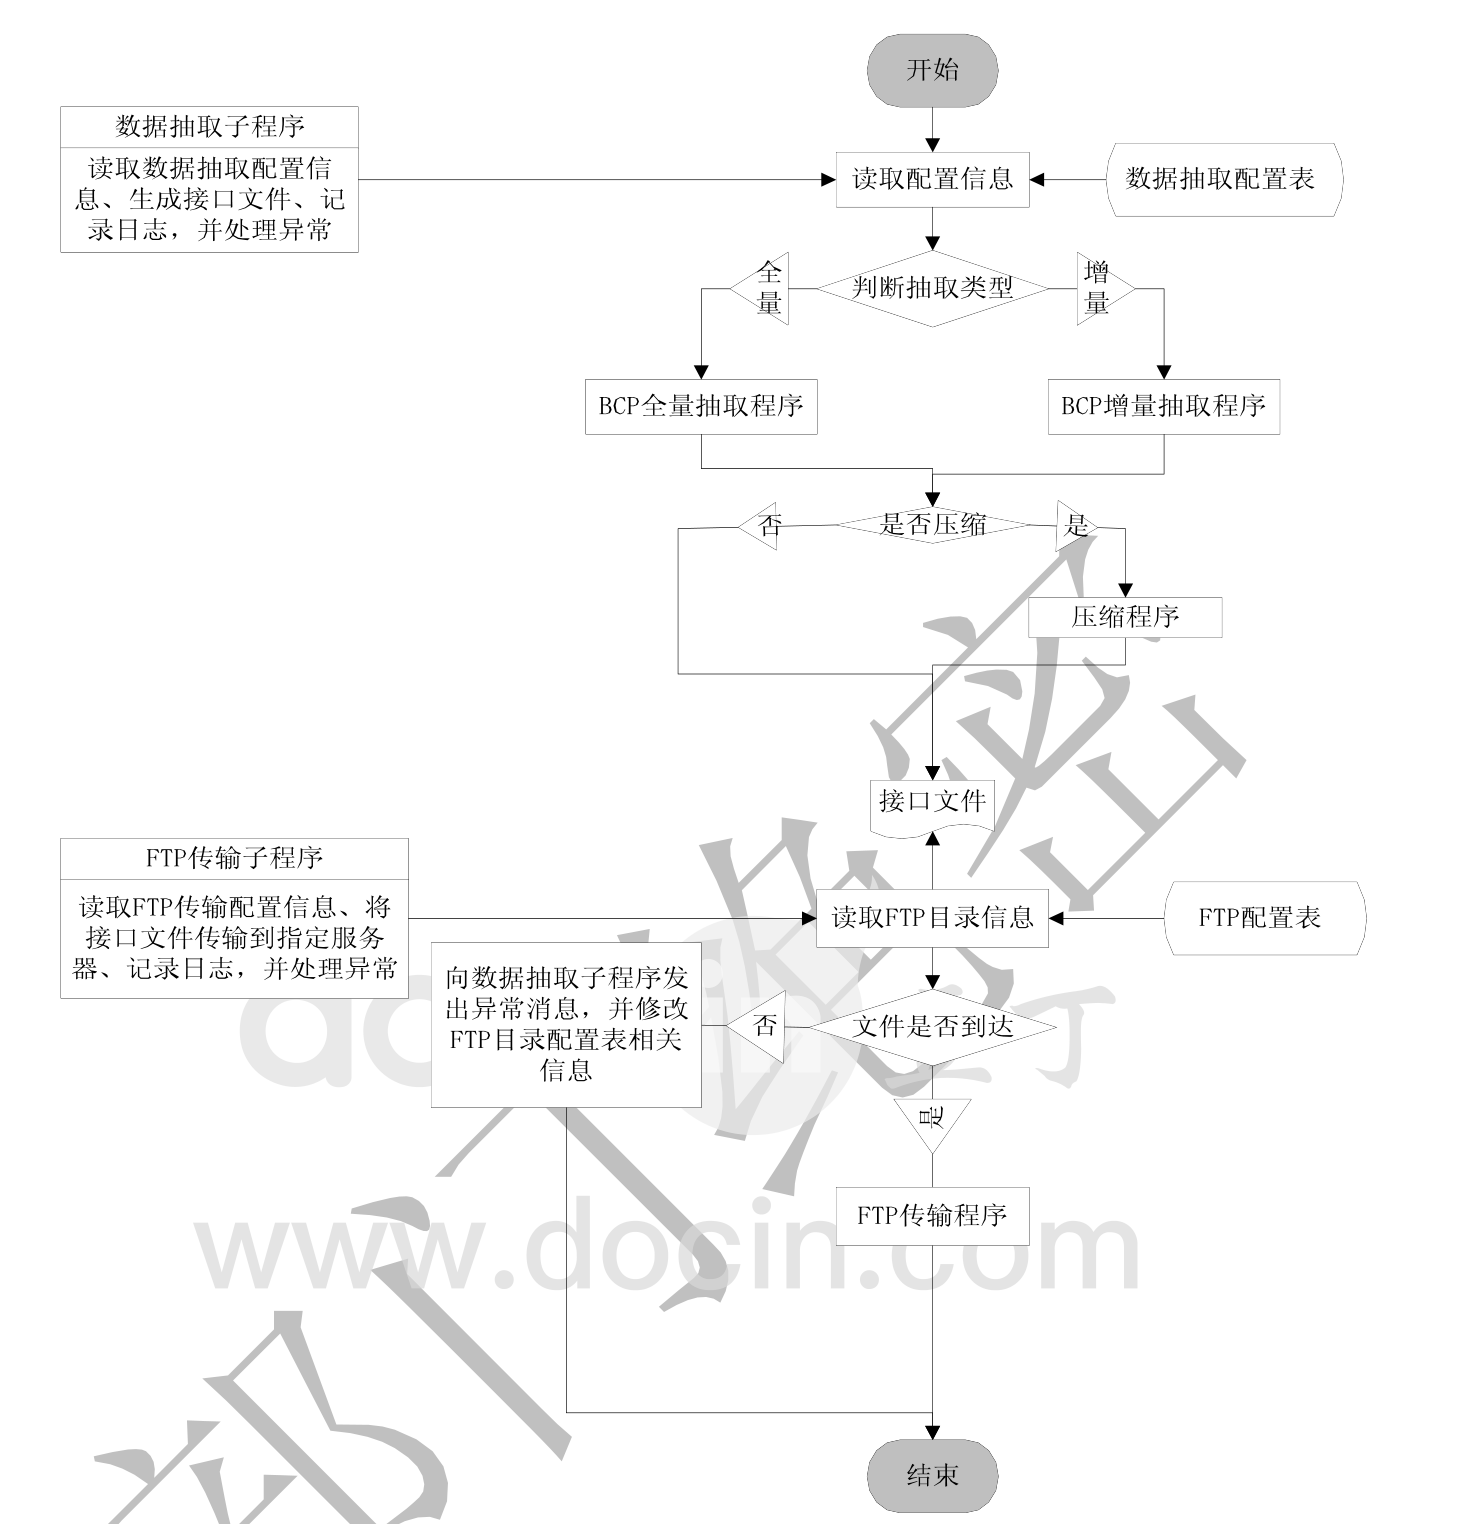 开始
数据抽取子程序
读取数据抽取配置信
息、生成接口文件、记
录日志，并处理异常
读取配置信息
数据抽取配置表
全
量
判断抽取类型
增
量
BCP全量抽取程序
BCP增量抽取程序
否
是否压缩
是
压缩程序
接口文件
FTP传输子程序
读取FTP传输配置信息、将
接口文件传输到指定服务
器、记录日志，并处理异常
读取FTP目录信息
FTP配置表
向数据抽取子程序发
出异常消息，并修改
FTP目录配置表相关
信息
否
文件是否到达
是
FTP传输程序
结束
www.docin.com